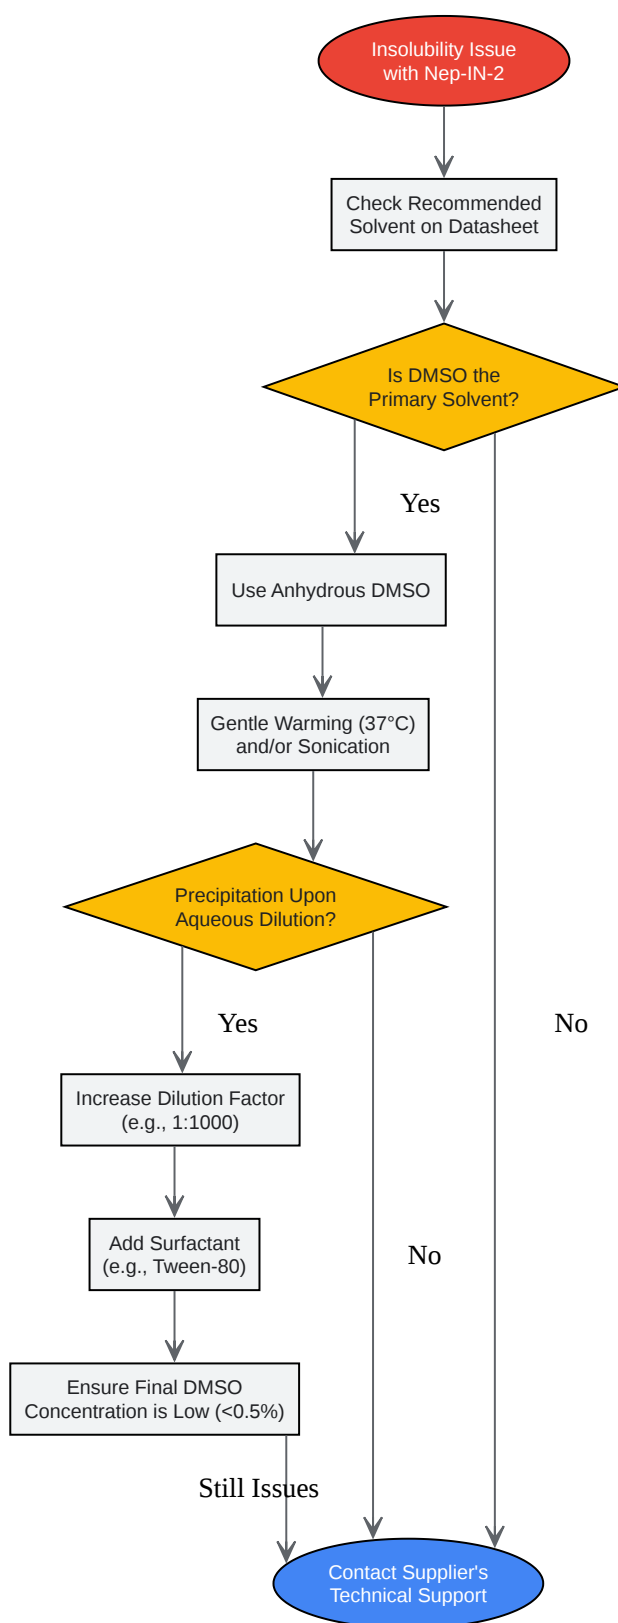 Insolubility Issue
with Nep-IN-2
Check Recommended
Solvent on Datasheet
Is DMSO the
Primary Solvent?
Yes
Use Anhydrous DMSO
Gentle Warming (37°C)
and/or Sonication
Precipitation Upon
Aqueous Dilution?
Yes
No
Increase Dilution Factor
(e.g., 1:1000)
Add Surfactant
(e.g., Tween-80)
No
Ensure Final DMSO
Concentration is Low (<0.5%)
Still Issues
Contact Supplier's
Technical Support